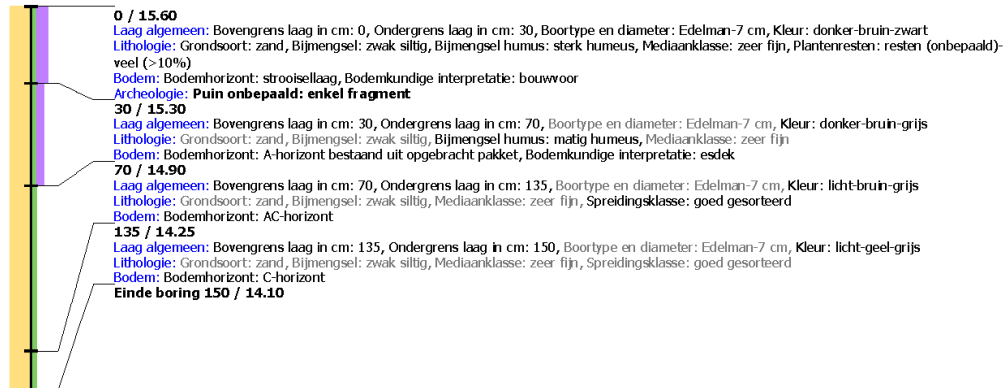 0 / 15.60
Laag algemeen: Bovengrens laag in cm: 0, Ondergrens laag in cm: 30, Boortype en diameter: Edelman-7 cm, Kleur: donker-bruin-zwart
Lithologie: Grondsoort: zand, Bijmengsel: zwak siltig, Bijmengsel humus: sterk humeus, Mediaanklasse: zeer fijn, Plantenresten: resten (onbepaald)-
veel (>10%)
Bodem: Bodemhorizont: strooisellaag, Bodemkundige interpretatie: bouwvoor
Archeologie: Puin onbepaald: enkel fragment
30 / 15.30
Laag algemeen: Bovengrens laag in cm: 30, Ondergrens laag in cm: 70, Boortype en diameter: Edelman-7 cm, Kleur: donker-bruin-grijs
Lithologie: Grondsoort: zand, Bijmengsel: zwak siltig, Bijmengsel humus: matig humeus, Mediaanklasse: zeer fijn
Bodem: Bodemhorizont: A-horizont bestaand uit opgebracht pakket, Bodemkundige interpretatie: esdek
70 / 14.90
Laag algemeen: Bovengrens laag in cm: 70, Ondergrens laag in cm: 135, Boortype en diameter: Edelman-7 cm, Kleur: licht-bruin-grijs
Lithologie: Grondsoort: zand, Bijmengsel: zwak siltig, Mediaanklasse: zeer fijn, Spreidingsklasse: goed gesorteerd
Bodem: Bodemhorizont: AC-horizont
135 / 14.25
Laag algemeen: Bovengrens laag in cm: 135, Ondergrens laag in cm: 150, Boortype en diameter: Edelman-7 cm, Kleur: licht-geel-grijs
Lithologie: Grondsoort: zand, Bijmengsel: zwak siltig, Mediaanklasse: zeer fijn, Spreidingsklasse: goed gesorteerd
Bodem: Bodemhorizont: C-horizont
Einde boring 150 / 14.10